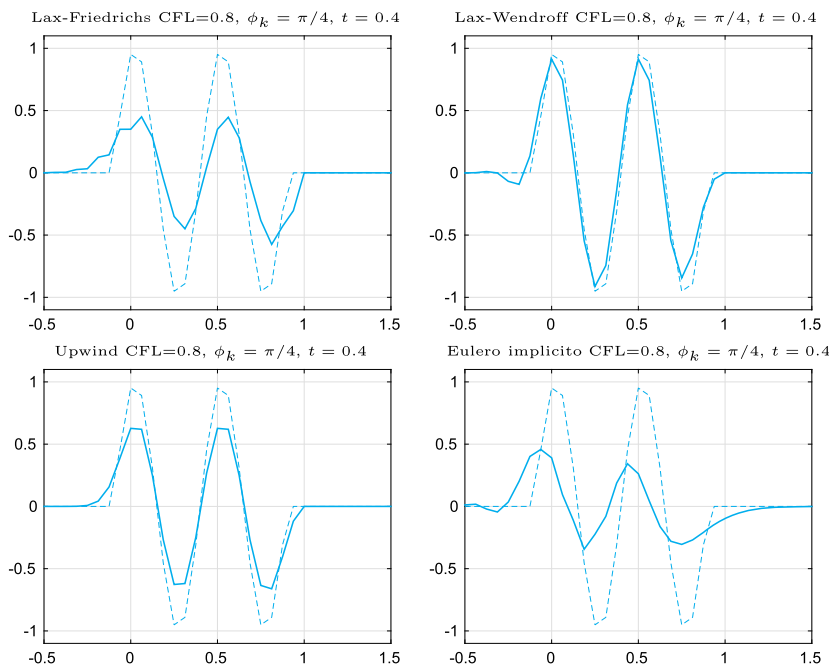 Lax-Friedrichs CFL=0.8, ϕk = π/4, t = 0.4
1
0.5
0
-0.5
-1
-0.5 0 0.5 1 1.5
Lax-Wendroff CFL=0.8, ϕk = π/4, t = 0.4
1
0.5
0
-0.5
-1
-0.5 0 0.5 1 1.5
Upwind CFL=0.8, ϕk = π/4, t = 0.4
1
0.5
0
-0.5
-1
-0.5 0 0.5 1 1.5
Eulero implicito CFL=0.8, ϕk = π/4, t = 0.4
1
0.5
0
-0.5
-1
-0.5 0 0.5 1 1.5